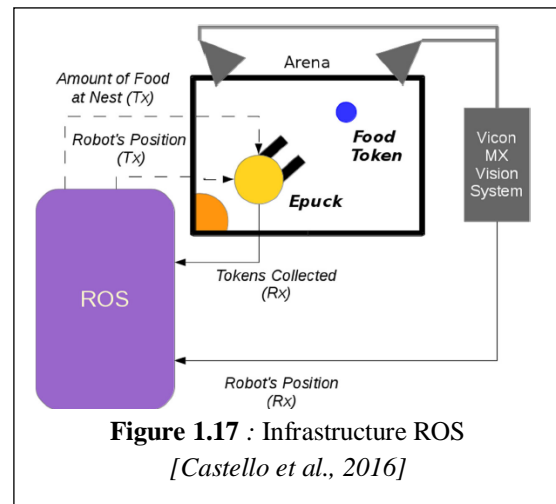 Arena
Amount of Food
at Nest (Tx)
Robot's Position
(Tx)
Food
Token
Epuck
Vicon
MX
Vision
System
Tokens Collected
(Rx)
ROS
Robot's Position
(Rx)
Figure 1.17 : Infrastructure ROS
[Castello et al., 2016]